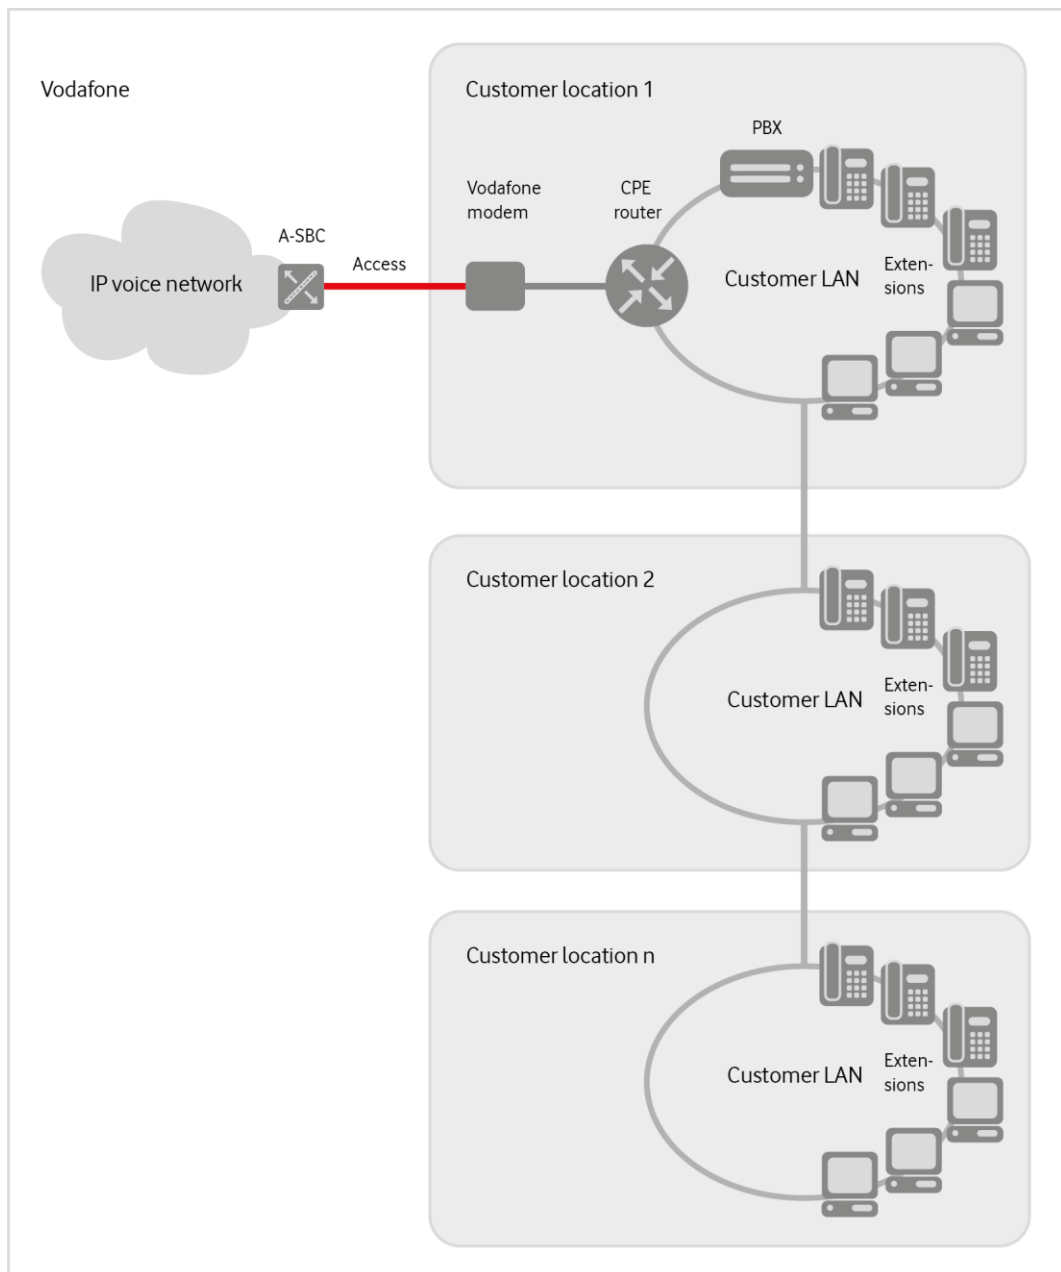 Vodafone
Customer location 1
PBX
Vodafone
modem
CPE
router
A-SBC
Access
IP voice network
Customer LAN
Exten-
sions
Customer location 2
Customer LAN
Exten-
sions
Customer location n
Customer LAN
Exten-
sions